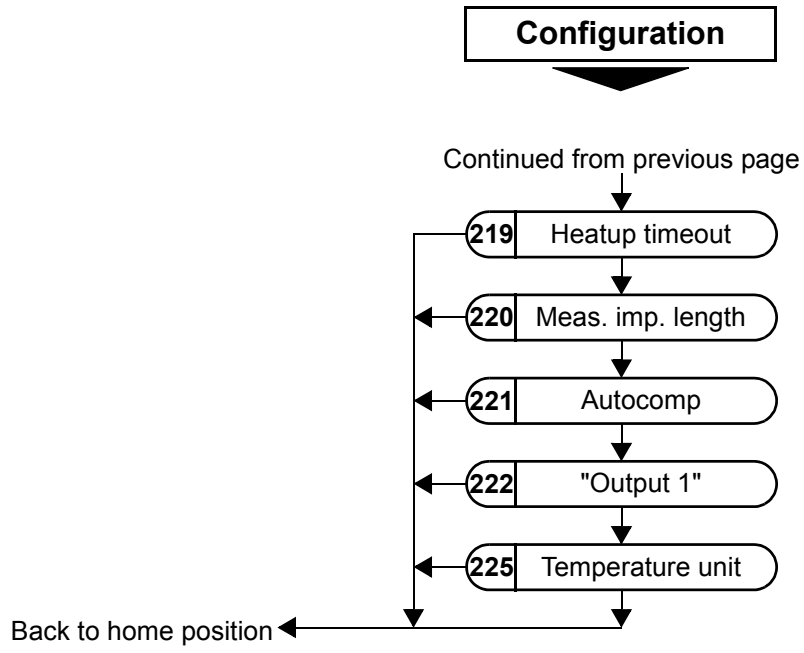 Configuration
Continued from previous page
219 Heatup timeout
220 Meas. imp. length
221 Autocomp
222 "Output 1"
225 Temperature unit
Back to home position